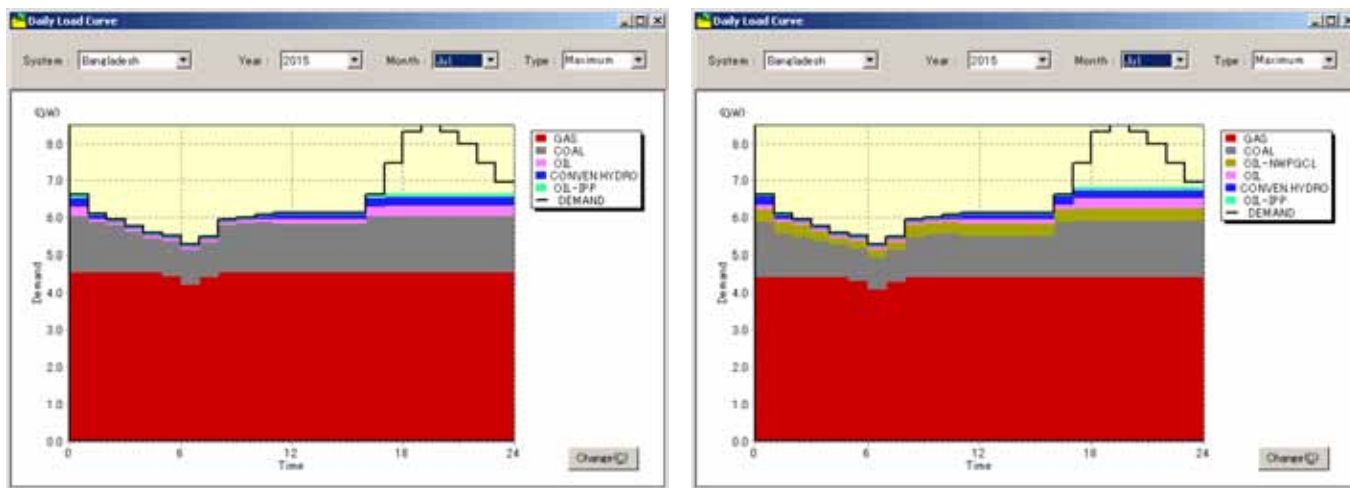 Daily Load Curve
System : Bangladesh Year : 2015 Month : Jul Type : Maximum
(GW)
8.0
7.0
6.0
5.0
4.0
3.0
2.0
1.0
0.0
Demand
0 6 12 18 24
Time
GAS
COAL
OIL
CONVEN.HYDRO
OIL-IPP
DEMAND
Change(C)
Daily Load Curve
System : Bangladesh Year : 2015 Month : Jul Type : Maximum
(GW)
8.0
7.0
6.0
5.0
4.0
3.0
2.0
1.0
0.0
Demand
0 6 12 18 24
Time
GAS
COAL
OIL-NWPGCL
OIL
CONVEN.HYDRO
OIL-IPP
DEMAND
Change(C)